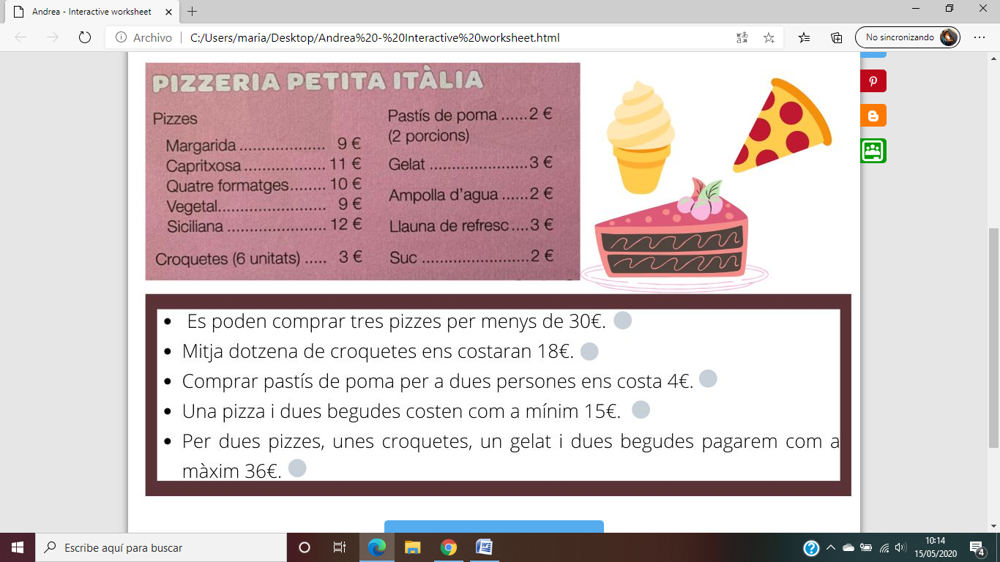 Andrea - Interactive worksheet
Archivo
C:/Users/maria/Desktop/Andrea%20-%20Interactive%20worksheet.html
No sincronizando
PIZZERIA PETITA ITÀLIA
Pizzes
Margarida ................... 9 €
Capritxosa .................. 11 €
Quatre formatges........ 10 €
Vegetal........................ 9 €
Siciliana ...................... 12 €
Croquetes (6 unitats) ..... 3 €
Pastís de poma ......2 €
(2 porcions)
Gelat ......................3 €
Ampolla d'agua ......2 €
Llauna de refresc....3 €
Suc ........................2 €
• Es poden comprar tres pizzes per menys de 30€.
• Mitja dotzena de croquetes ens costaran 18€.
• Comprar pastís de poma per a dues persones ens costa 4€.
• Una pizza i dues begudes costen com a mínim 15€.
• Per dues pizzes, unes croquetes, un gelat i dues begudes pagarem com a
màxim 36€.
Escribe aquí para buscar
10:14
15/05/2020
4